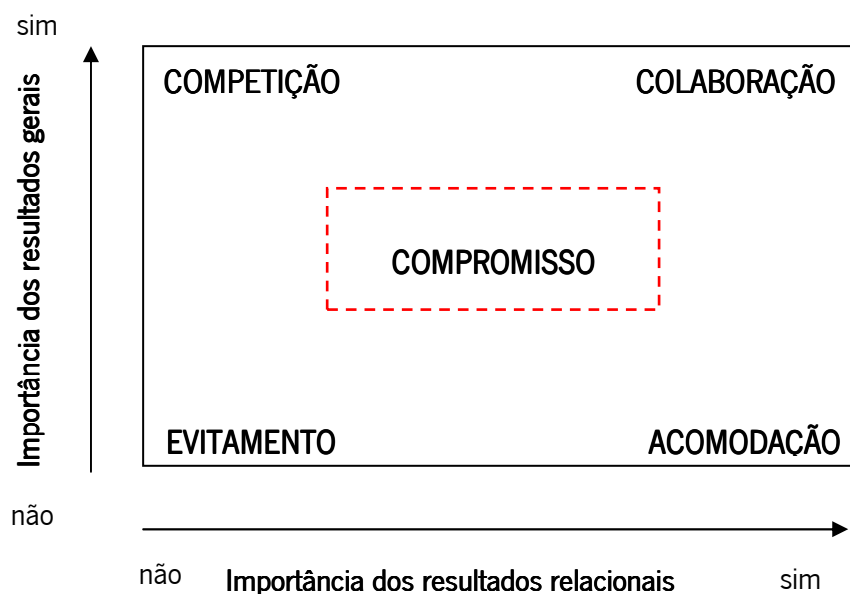 sim
Importância dos resultados gerais
COMPETIÇÃO
COLABORAÇÃO
COMPROMISSO
EVITAMENTO
ACOMODAÇÃO
não
não
Importância dos resultados relacionais
sim